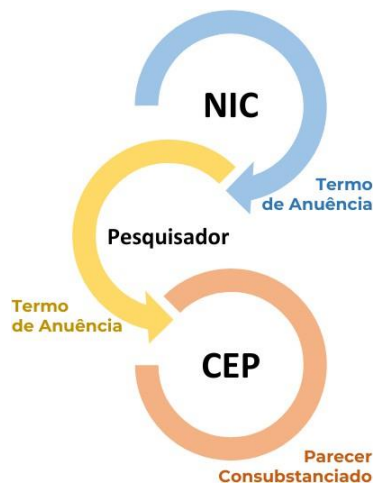 NIC
Termo
de Anuência
Pesquisador
Termo
de Anuência
CEP
Parecer
Consubstanciado